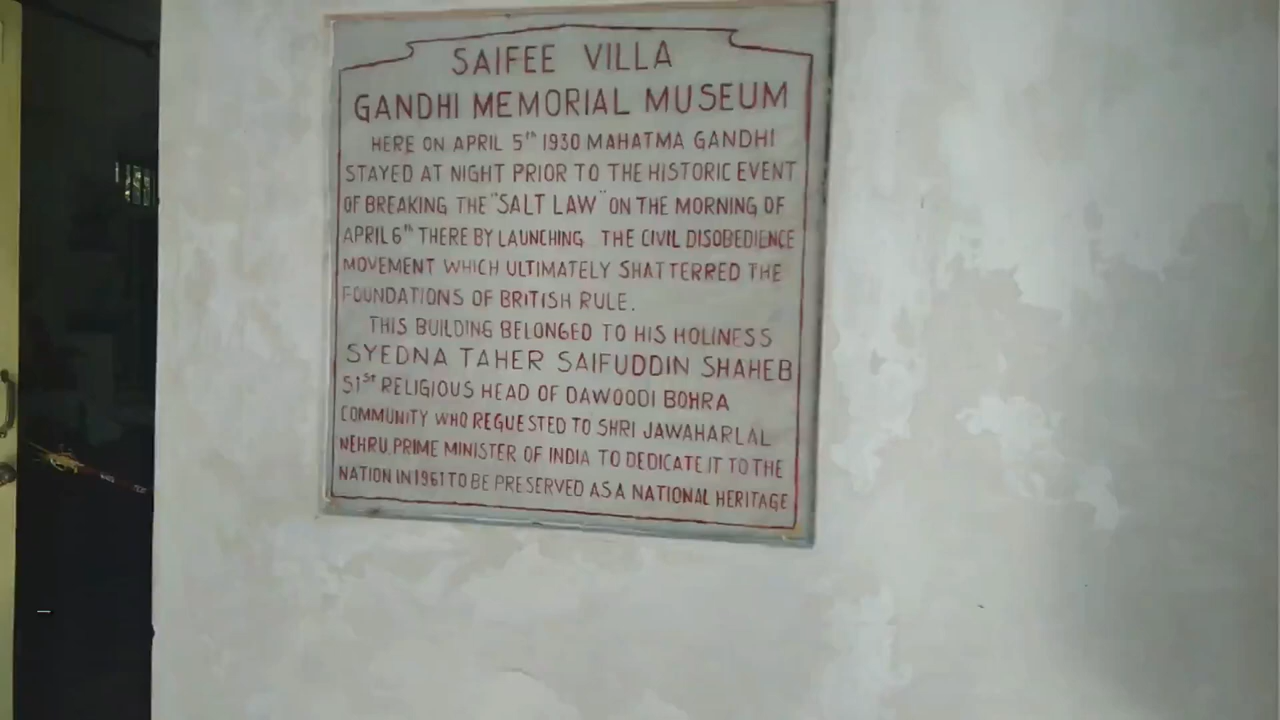 SAIFEE VILLA
GANDHI MEMORIAL MUSEUM
HERE ON APRIL 5th 1930 MAHATMA GANDHI
STAYED AT NIGHT PRIOR TO THE HISTORIC EVENT
OF BREAKING THE "SALT LAW" ON THE MORNING OF
APRIL 6th THERE BY LAUNCHING THE CIVIL DISOBEDIENCE
MOVEMENT WHICH ULTIMATELY SHATTERRED THE
FOUNDATIONS OF BRITISH RULE.
THIS BUILDING BELONGED TO HIS HOLINESS
SYEDNA TAHER SAIFUDDIN SHAHEB
51st RELIGIOUS HEAD OF DAWOODI BOHRA
COMMUNITY WHO REGUESTED TO SHRI JAWAHARLAL
NEHRU. PRIME MINISTER OF INDIA TO DEDICATE IT TO THE
NATION IN 1961 TO BE PRESERVED AS A NATIONAL HERITAGE